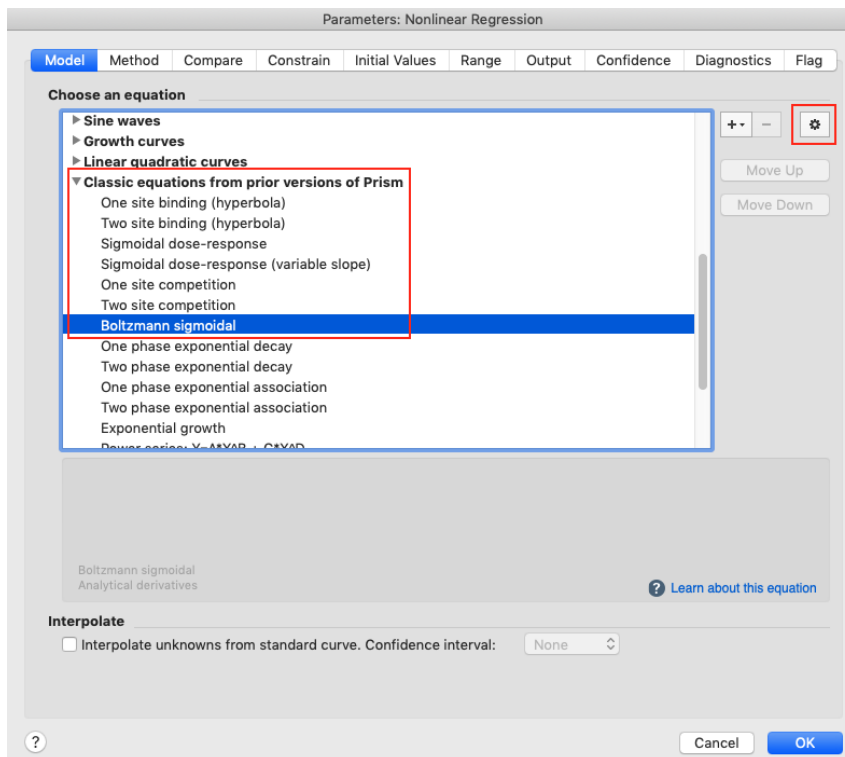 Parameters: Nonlinear Regression
Model Method Compare Constrain Initial Values Range Output Confidence Diagnostics Flag
Choose an equation
Sine waves
Growth curves
Linear quadratic curves
Classic equations from prior versions of Prism
One site binding (hyperbola)
Two site binding (hyperbola)
Sigmoidal dose-response
Sigmoidal dose-response (variable slope)
One site competition
Two site competition
Boltzmann sigmoidal
One phase exponential decay
Two phase exponential decay
One phase exponential association
Two phase exponential association
Exponential growth
Power series: Y=A*X^B + C*X^D
+ −
Move Up
Move Down
Boltzmann sigmoidal
Analytical derivatives
? Learn about this equation
Interpolate
Interpolate unknowns from standard curve. Confidence interval: None
? Cancel OK